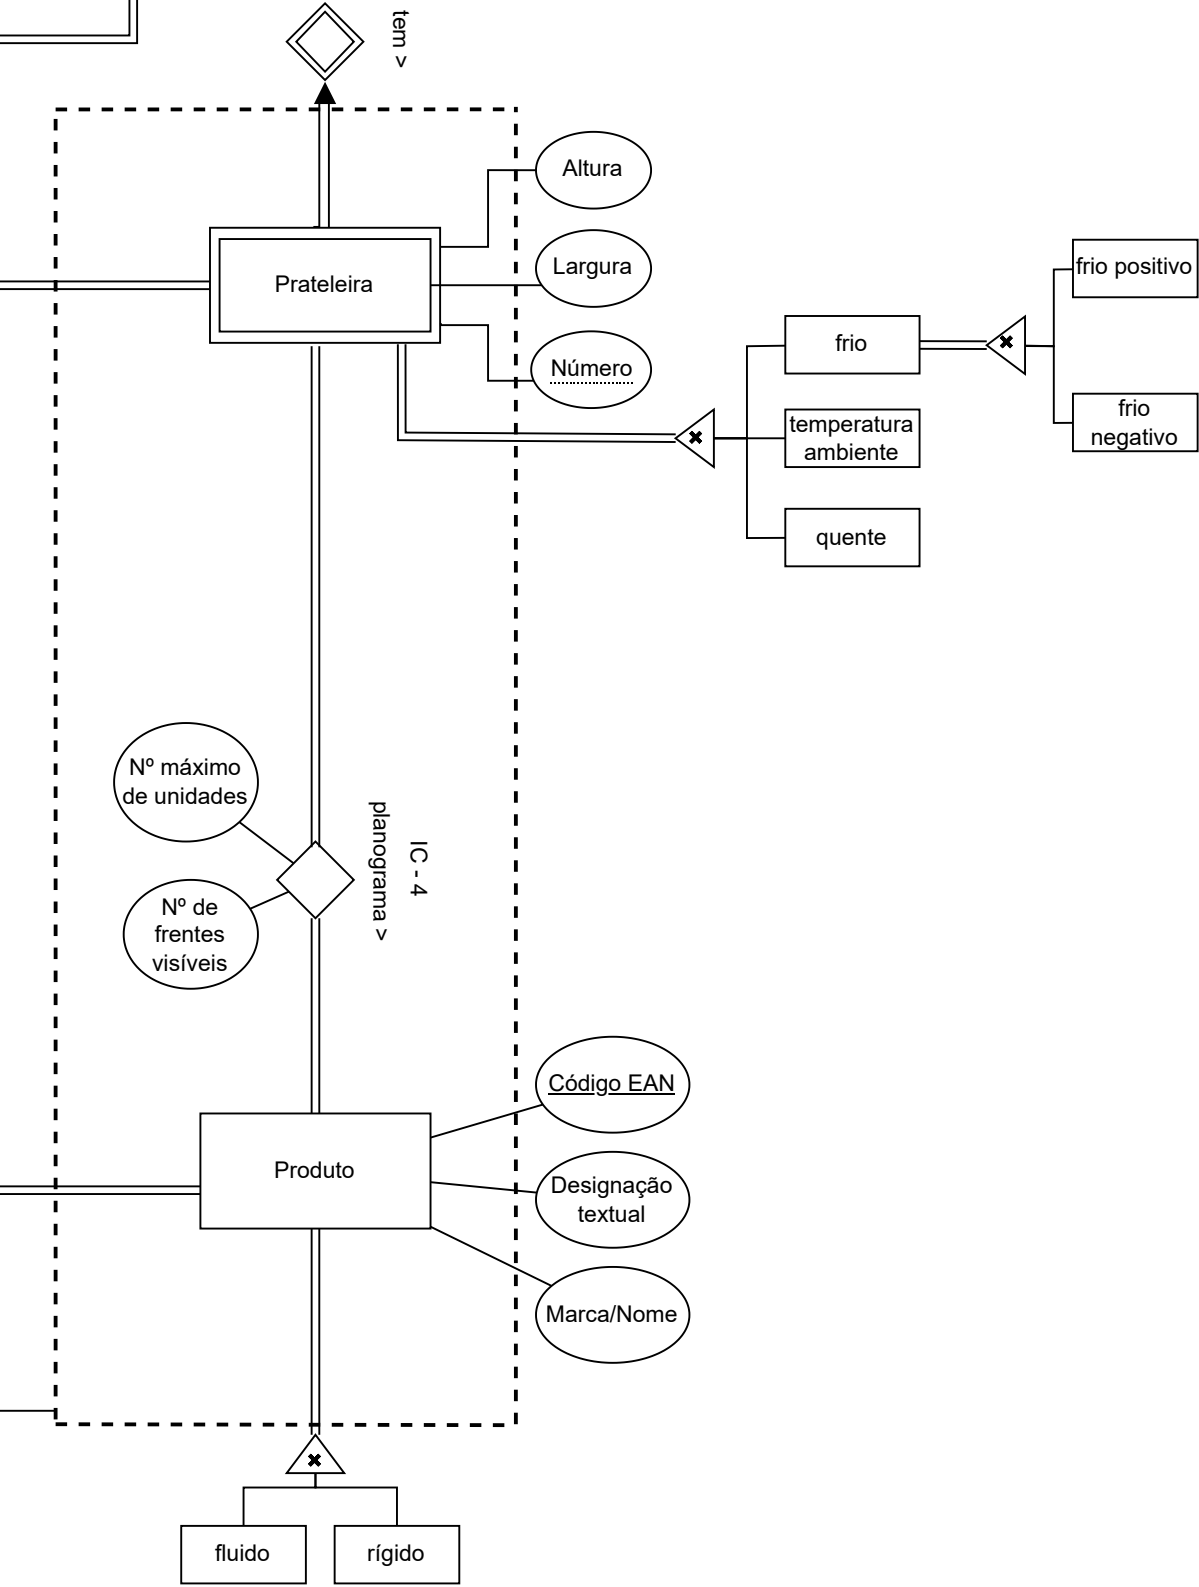 tem >
Altura
Prateleira
Largura
Número
frio positivo
frio
frio
negativo
temperatura
ambiente
quente
Nº máximo
de unidades
IC - 4
planograma >
Nº de
frentes
visíveis
Código EAN
Produto
Designação
textual
Marca/Nome
fluido
rígido